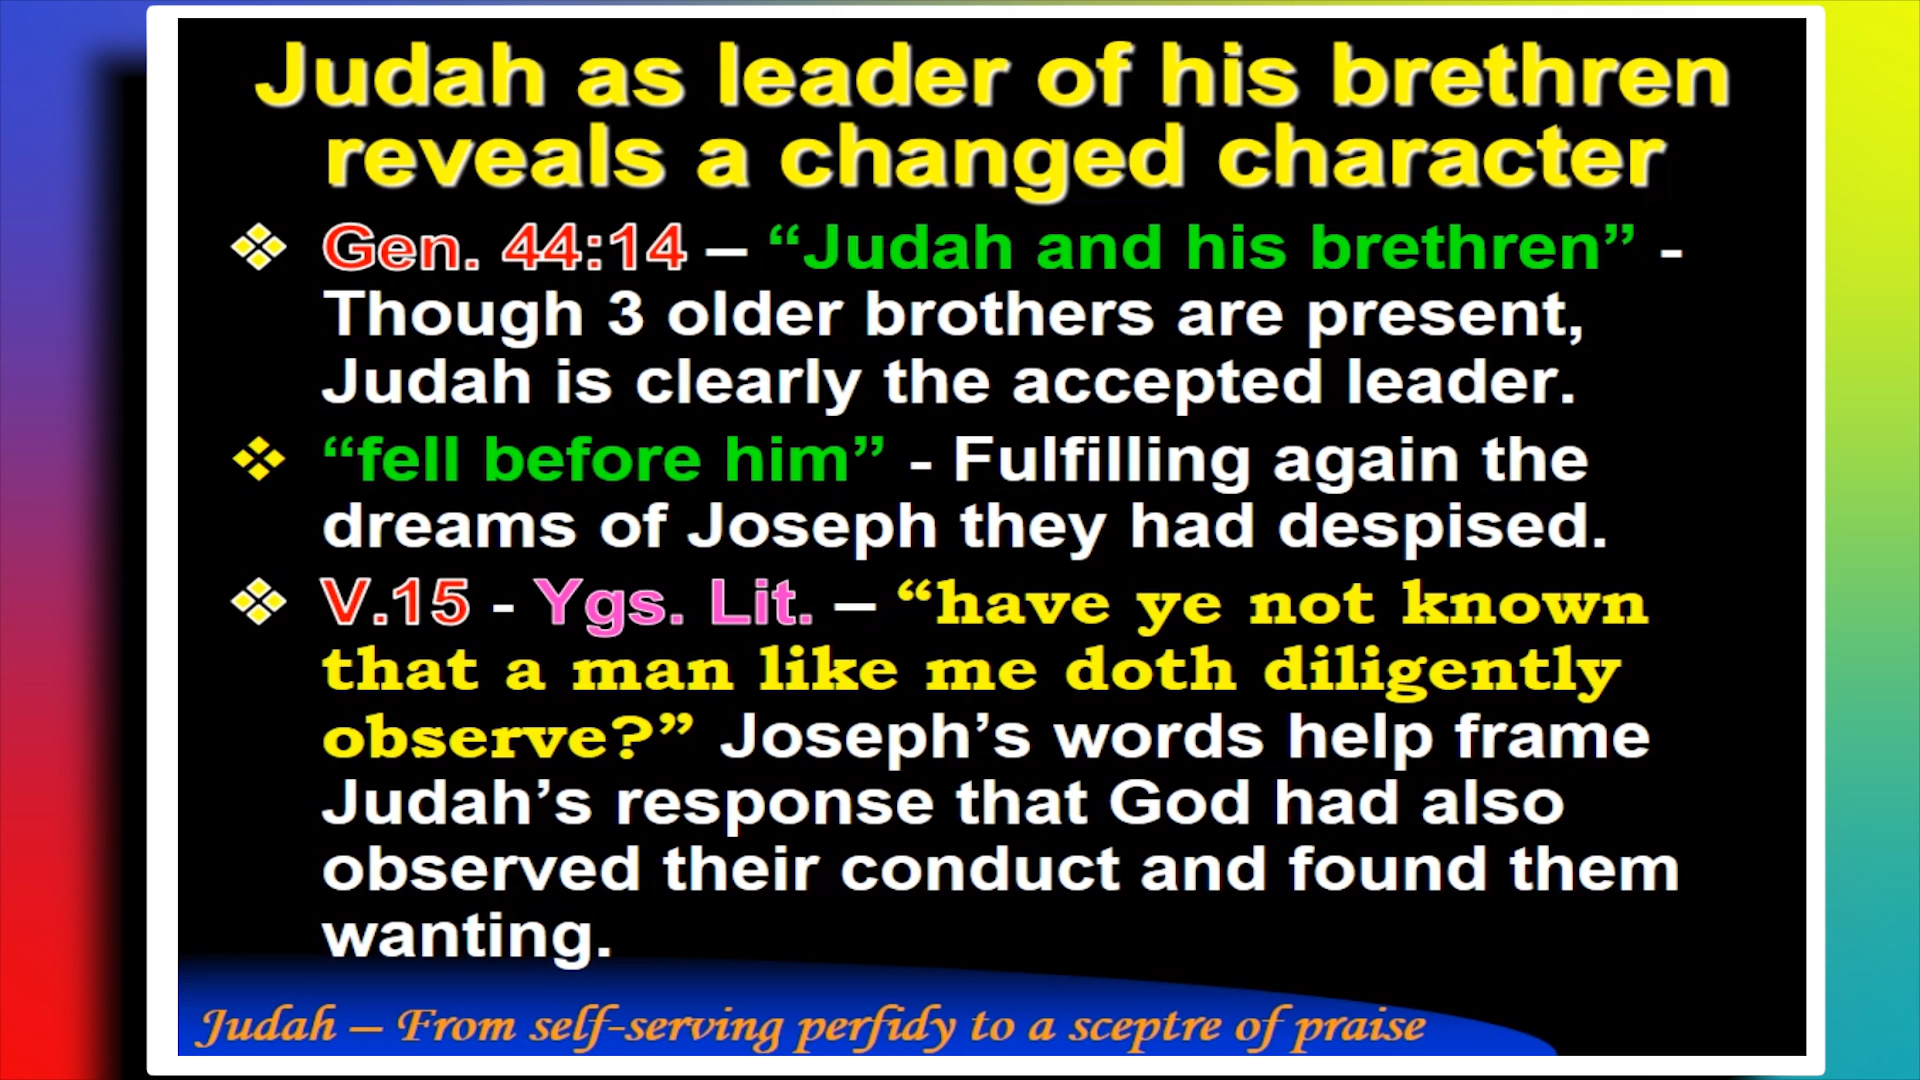 Judah as leader of his brethren
reveals a changed character
❖ Gen. 44:14 – “Judah and his brethren” -
Though 3 older brothers are present,
Judah is clearly the accepted leader.
❖ “fell before him” - Fulfilling again the
dreams of Joseph they had despised.
❖ V.15 - Ygs. Lit. – “have ye not known
that a man like me doth diligently
observe?” Joseph’s words help frame
Judah’s response that God had also
observed their conduct and found them
wanting.
Judah – From self-serving perfidy to a sceptre of praise